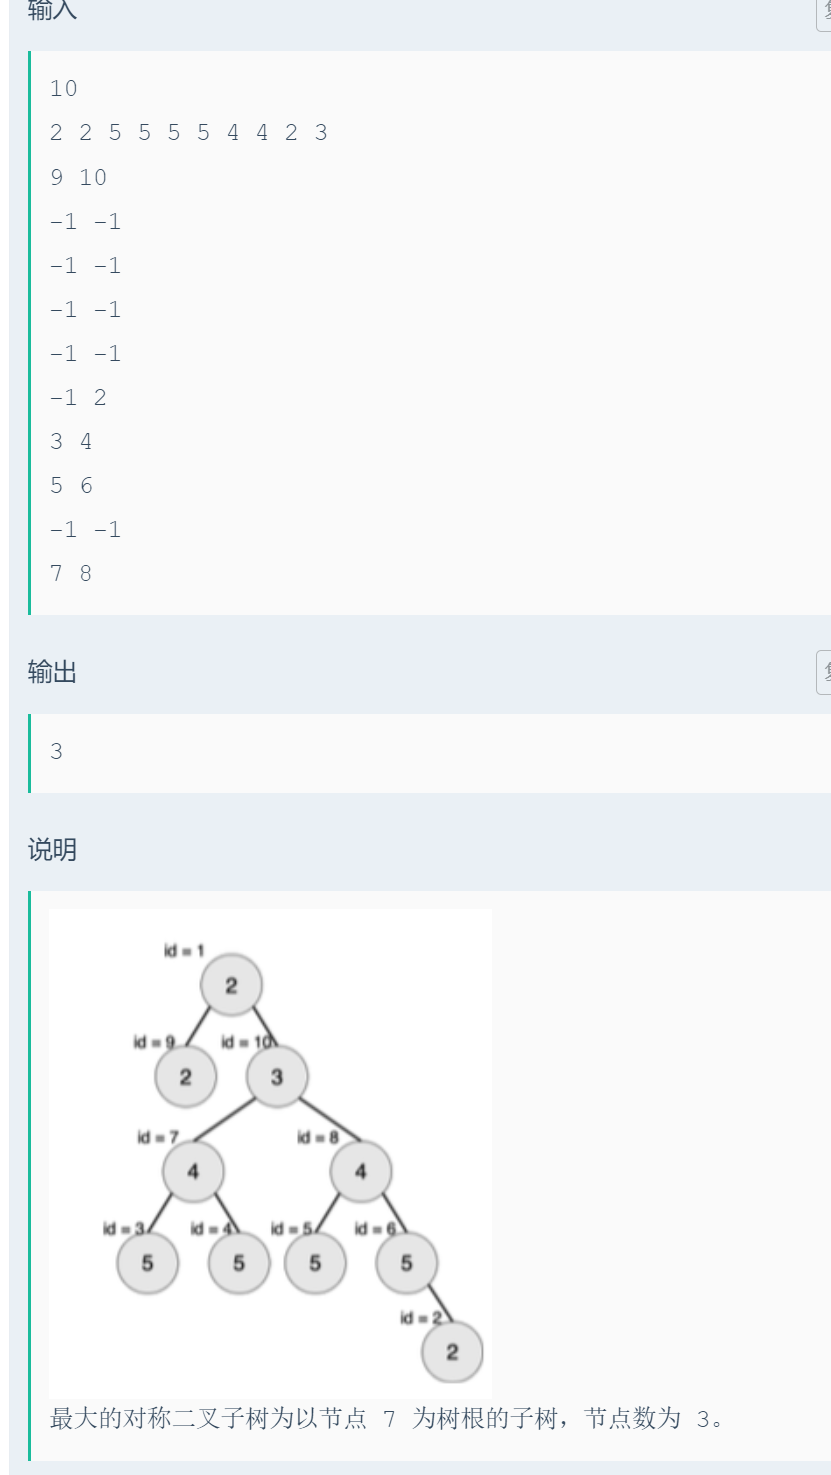 输入
10
2 2 5 5 5 5 4 4 2 3
9 10
-1 -1
-1 -1
-1 -1
-1 -1
-1 2
3 4
5 6
-1 -1
7 8
输出
3
说明
id = 1
2
id = 9
id = 10
2
3
id = 7
id = 8
4
4
id = 3
id = 4
id = 5
id = 6
5
5
5
5
id = 2
2
最大的对称二叉子树为以节点 7 为树根的子树，节点数为 3。